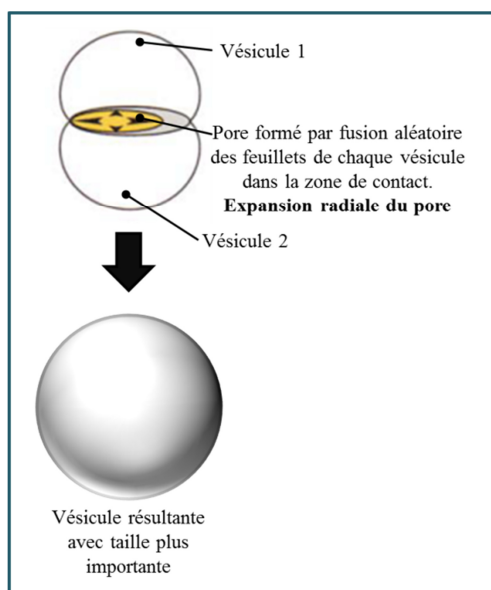 Vésicule 1
Pore formé par fusion aléatoire
des feuillets de chaque vésicule
dans la zone de contact.
Expansion radiale du pore
Vésicule 2
Vésicule résultante
avec taille plus
importante